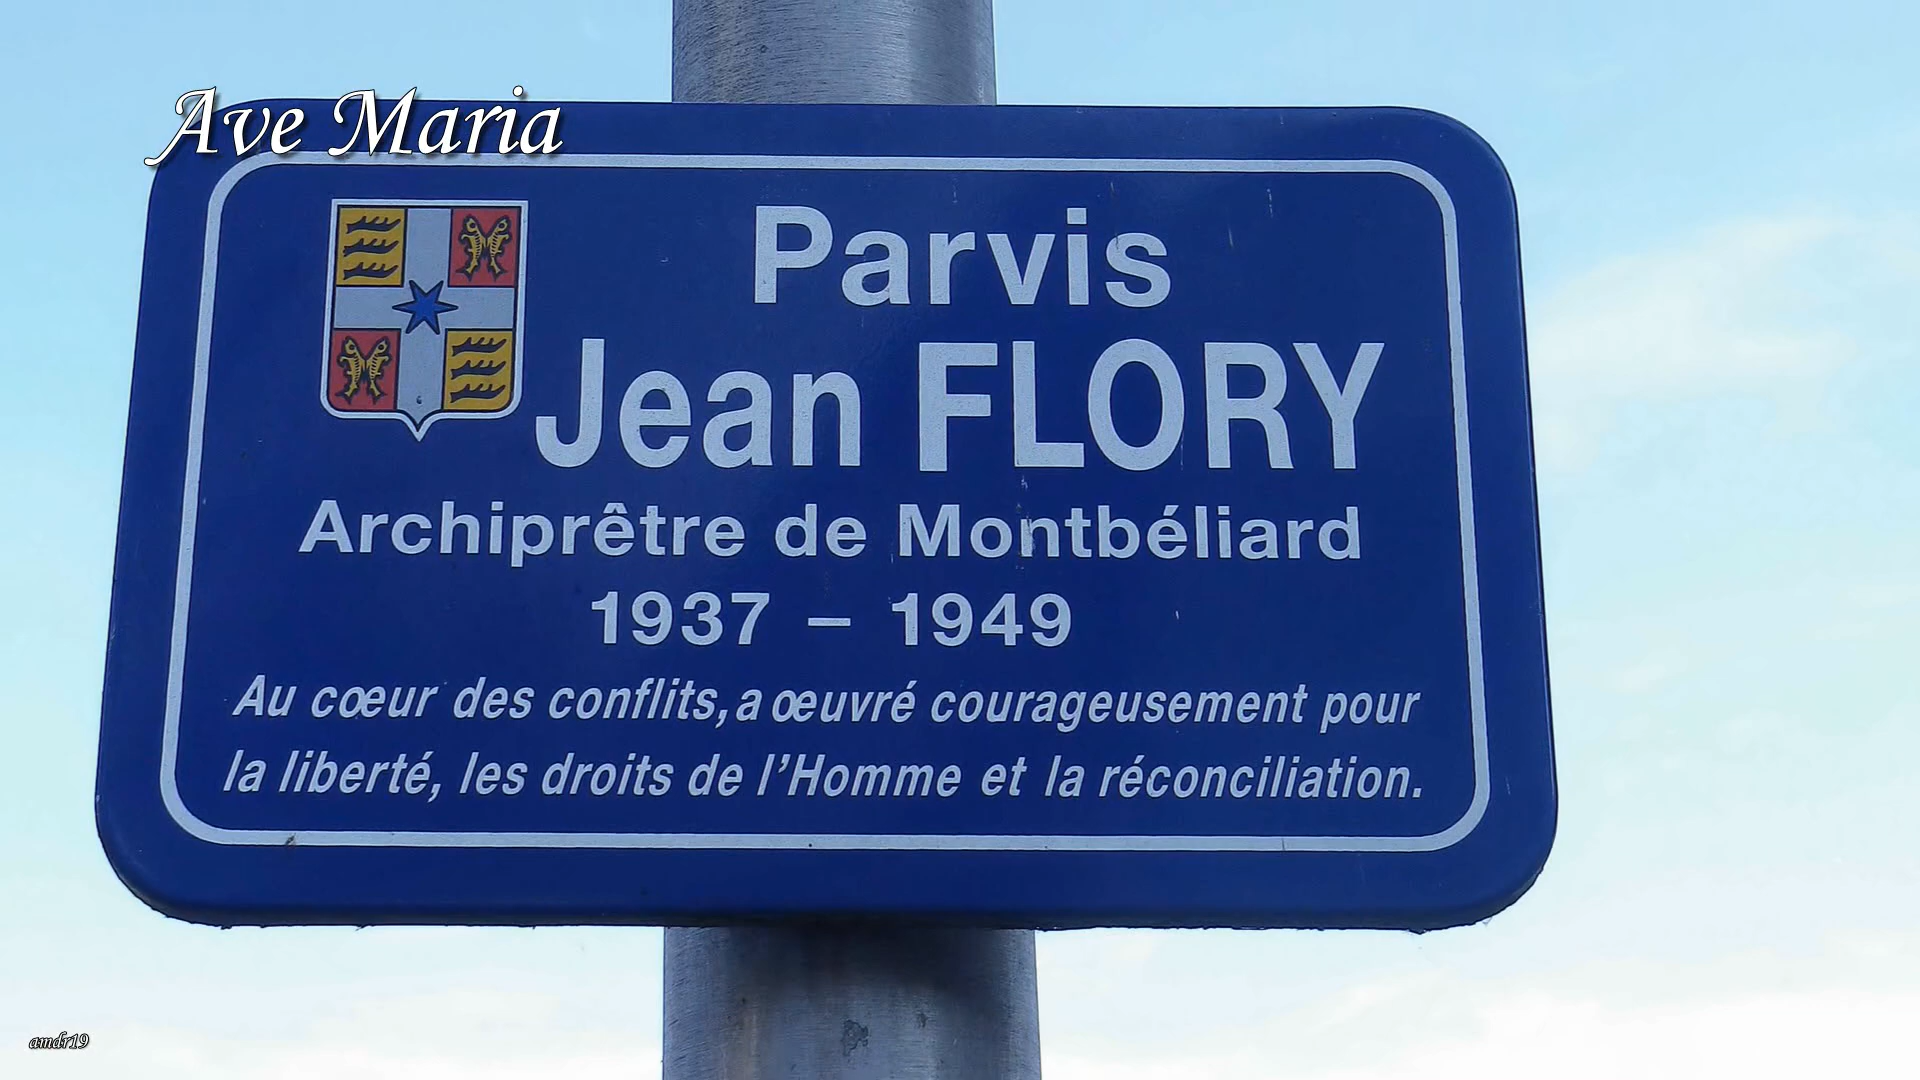 Ave Maria
Parvis
Jean FLORY
Archiprêtre de Montbéliard
1937 – 1949
Au cœur des conflits, a œuvré courageusement pour
la liberté, les droits de l'Homme et la réconciliation.
amdr19